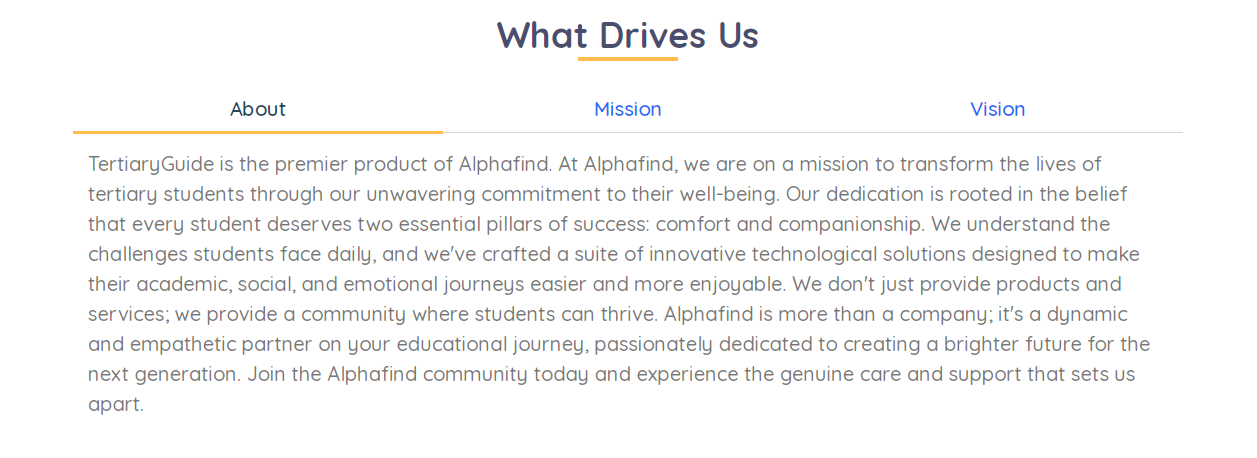 What Drives Us
About Mission Vision
TertiaryGuide is the premier product of Alphafind. At Alphafind, we are on a mission to transform the lives of
tertiary students through our unwavering commitment to their well-being. Our dedication is rooted in the belief
that every student deserves two essential pillars of success: comfort and companionship. We understand the
challenges students face daily, and we've crafted a suite of innovative technological solutions designed to make
their academic, social, and emotional journeys easier and more enjoyable. We don't just provide products and
services; we provide a community where students can thrive. Alphafind is more than a company; it's a dynamic
and empathetic partner on your educational journey, passionately dedicated to creating a brighter future for the
next generation. Join the Alphafind community today and experience the genuine care and support that sets us
apart.